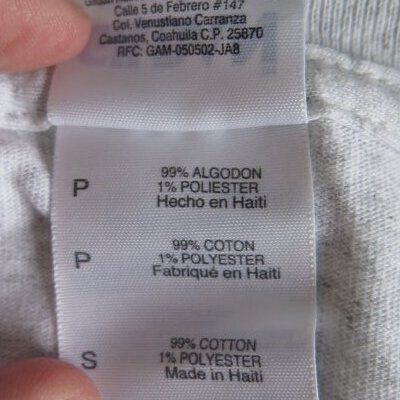 Calle 5 de Febrero #147
Col. Venustiano Carranza
Castanos, Coahuila C.P. 25870
RFC: GAM-050502-JA8
P
99% ALGODON
1% POLIESTER
Hecho en Haiti
P
99% COTON
1% POLYESTER
Fabriqué en Haiti
S
99% COTTON
1% POLYESTER
Made in Haiti